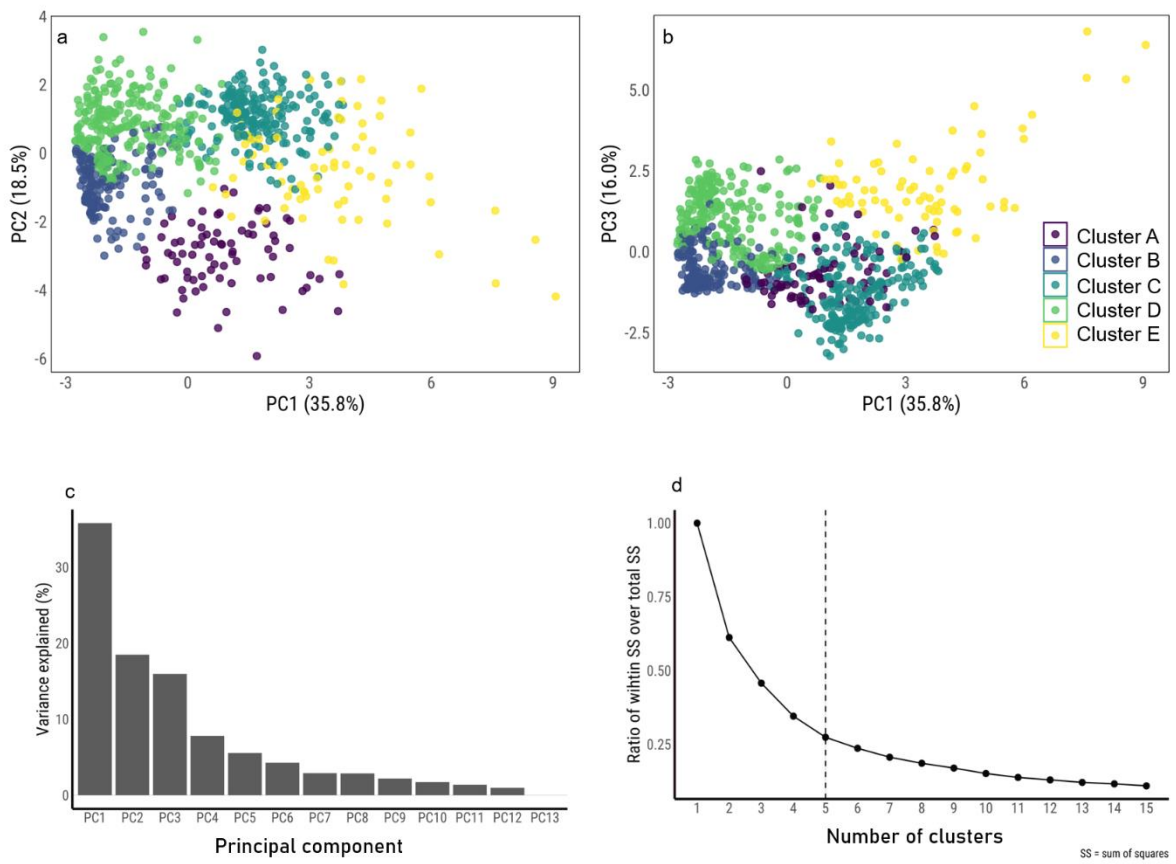 a
4
2
0
-2
-4
-6
PC2 (18.5%)
-3
0
3
6
9
PC1 (35.8%)
b
5.0
2.5
0.0
-2.5
PC3 (16.0%)
-3
0
3
6
9
PC1 (35.8%)
Cluster A
Cluster B
Cluster C
Cluster D
Cluster E
c
30
20
10
0
Variance explained (%)
PC1 PC2 PC3 PC4 PC5 PC6 PC7 PC8 PC9 PC10 PC11 PC12 PC13
Principal component
d
1.00
0.75
0.50
0.25
Ratio of wihtin SS over total SS
1 2 3 4 5 6 7 8 9 10 11 12 13 14 15
Number of clusters
SS = sum of squares